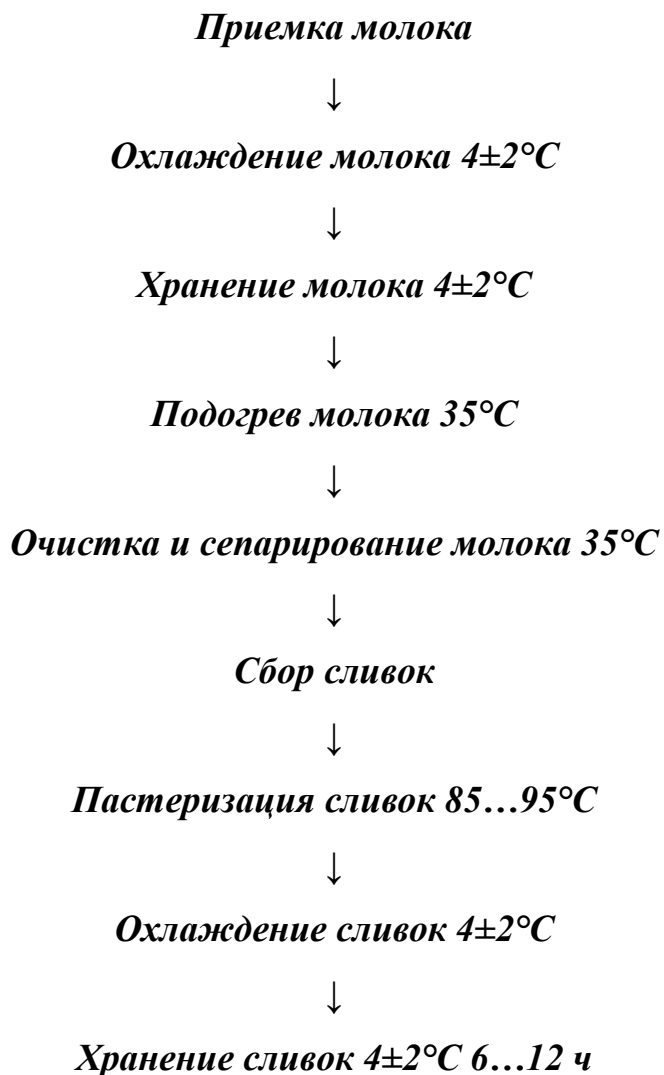 Приемка молока
↓
Охлаждение молока 4±2°С
↓
Хранение молока 4±2°С
↓
Подогрев молока 35°С
↓
Очистка и сепарирование молока 35°С
↓
Сбор сливок
↓
Пастеризация сливок 85…95°С
↓
Охлаждение сливок 4±2°С
↓
Хранение сливок 4±2°С 6…12 ч